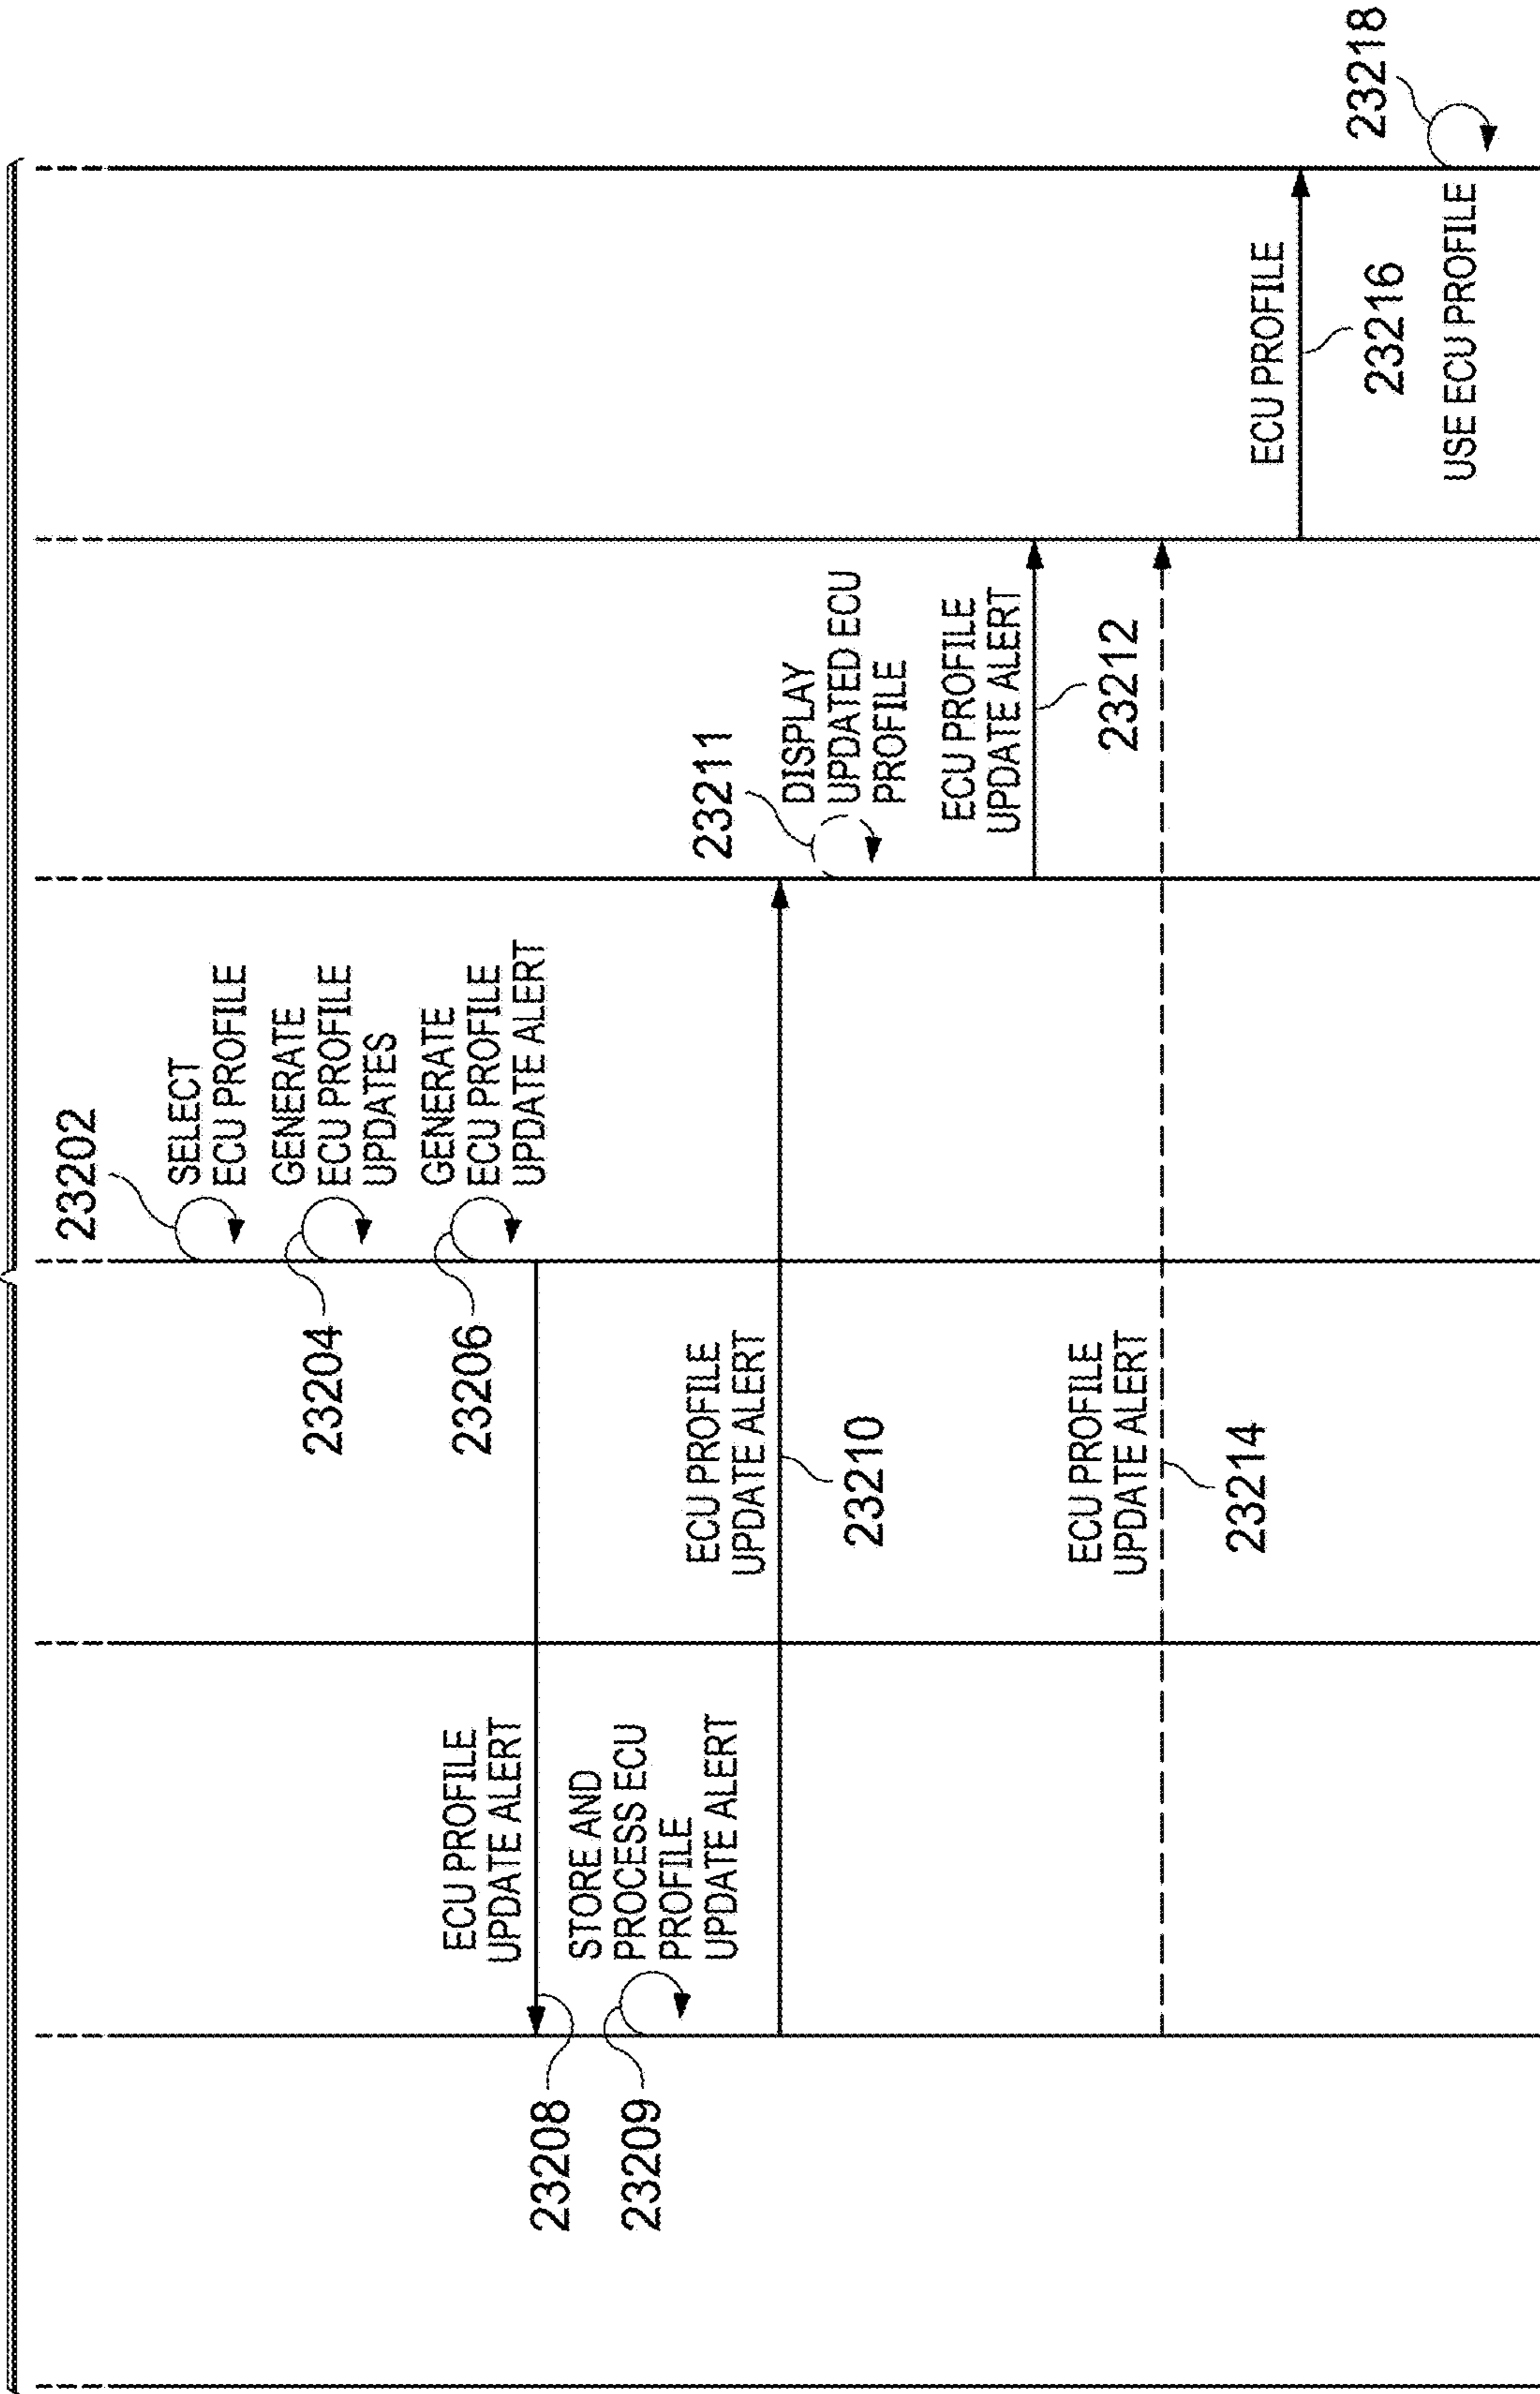 23202
SELECT
ECU PROFILE
GENERATE
ECU PROFILE
UPDATES
23204
GENERATE
ECU PROFILE
UPDATE ALERT
23206
ECU PROFILE
UPDATE ALERT
23208
STORE AND
PROCESS ECU
PROFILE
UPDATE ALERT
23209
ECU PROFILE
UPDATE ALERT
23210
23211
DISPLAY
UPDATED ECU
PROFILE
ECU PROFILE
UPDATE ALERT
23212
ECU PROFILE
UPDATE ALERT
23214
ECU PROFILE
23216
USE ECU PROFILE
23218